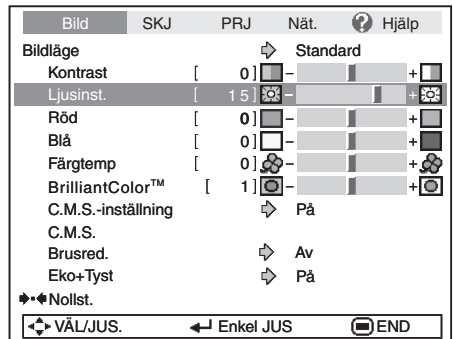 Bild SKJ PRJ Nät. ? Hjälp
Bildläge Standard
Kontrast [ 0] – +
Ljusinst. [ 15] – +
Röd [ 0] – +
Blå [ 0] – +
Färgtemp [ 0] – +
BrilliantColor™ [ 1] – +
C.M.S.-inställning På
C.M.S.
Brusred. Av
Eko+Tyst På
Nollst.
VÄL/JUS. Enkel JUS END